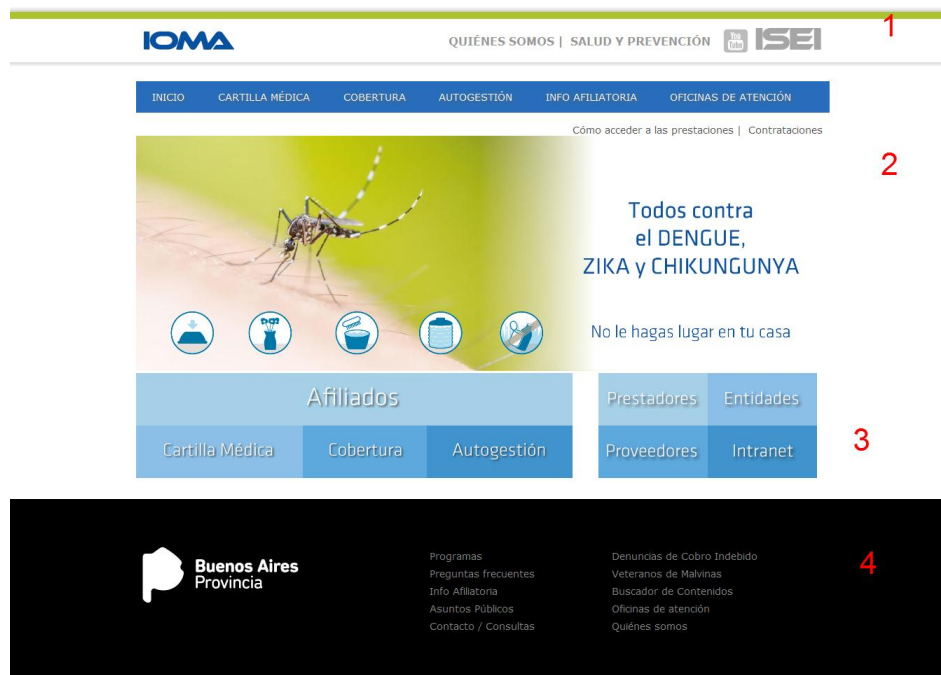 1
IOMA
QUIÉNES SOMOS | SALUD Y PREVENCIÓN You Tube ISEI
INICIO CARTILLA MÉDICA COBERTURA AUTOGESTIÓN INFO AFILIATORIA OFICINAS DE ATENCIÓN
Cómo acceder a las prestaciones | Contrataciones
2
Todos contra
el DENGUE,
ZIKA y CHIKUNGUNYA
No le hagas lugar en tu casa
Afiliados
Cartilla Médica Cobertura Autogestión
Prestadores Entidades
Proveedores Intranet
3
Buenos Aires
Provincia
Programas
Preguntas frecuentes
Info Afiliatoria
Asuntos Públicos
Contacto / Consultas
Denuncias de Cobro Indebido
Veteranos de Malvinas
Buscador de Contenidos
Oficinas de atención
Quiénes somos
4